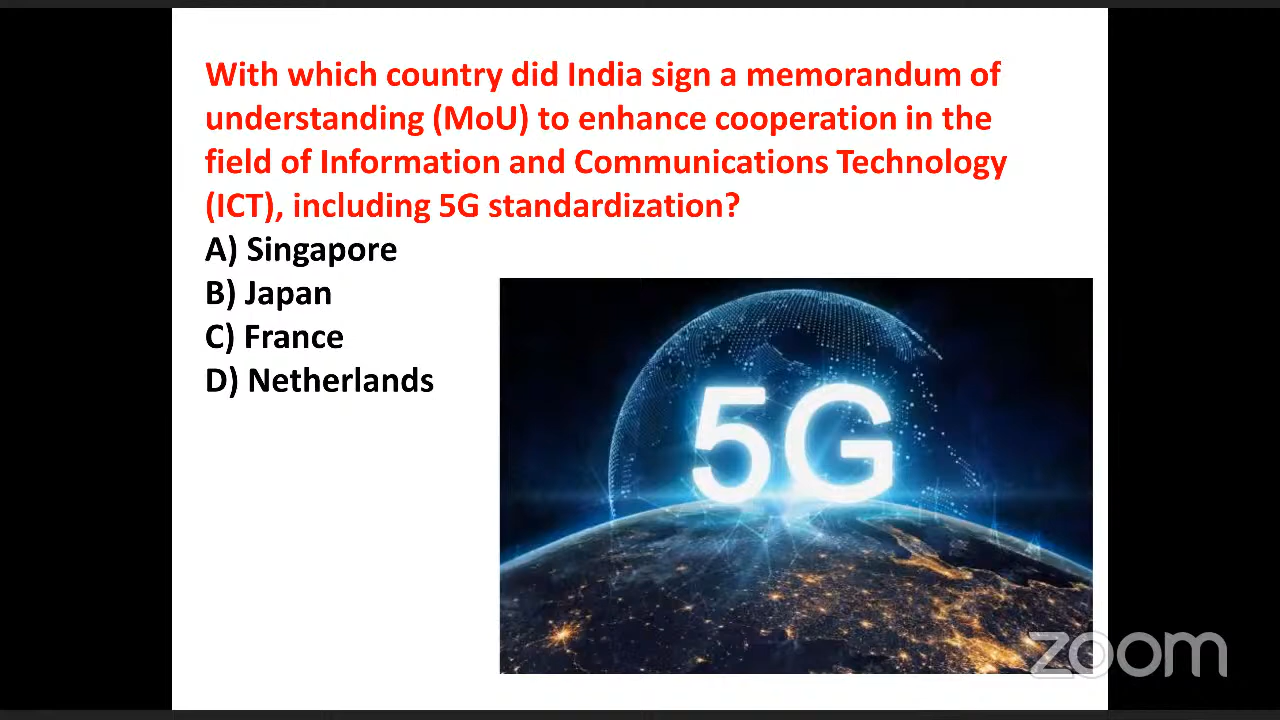 With which country did India sign a memorandum of
understanding (MoU) to enhance cooperation in the
field of Information and Communications Technology
(ICT), including 5G standardization?
A) Singapore
B) Japan
C) France
D) Netherlands
5G
zoom